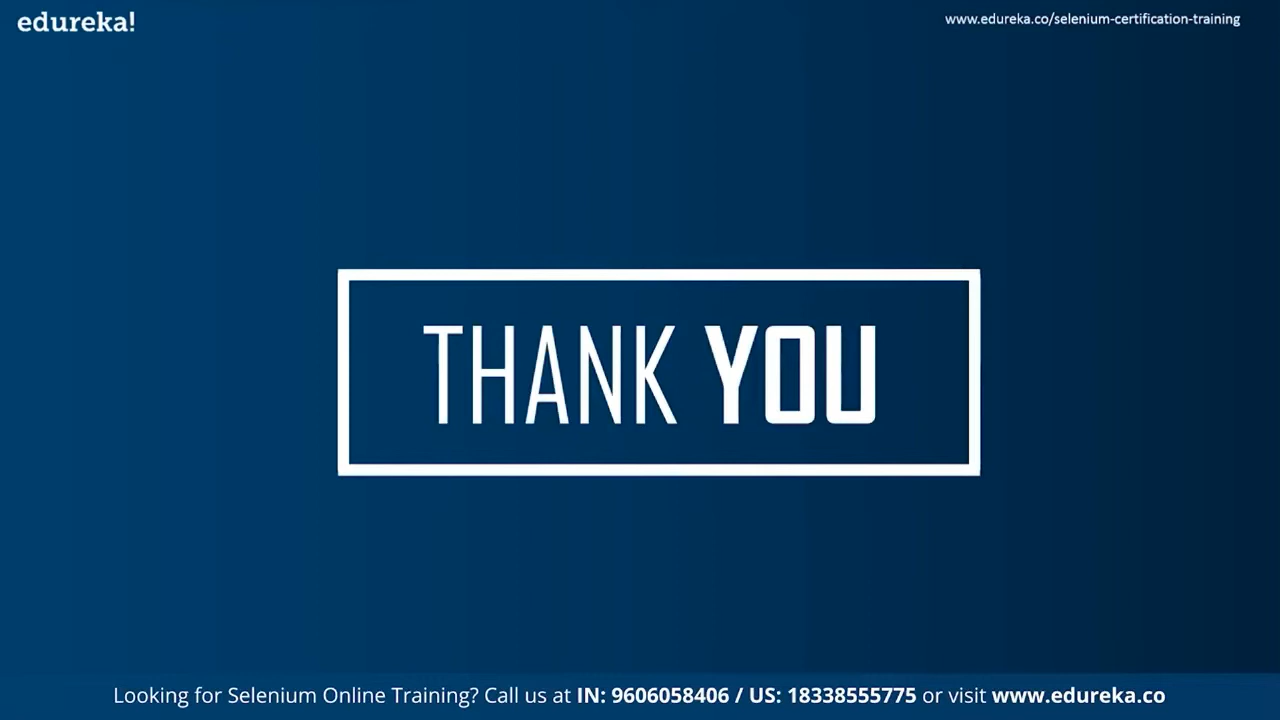 edureka!
www.edureka.co/selenium-certification-training
THANK YOU
Looking for Selenium Online Training? Call us at IN: 9606058406 / US: 18338555775 or visit www.edureka.co